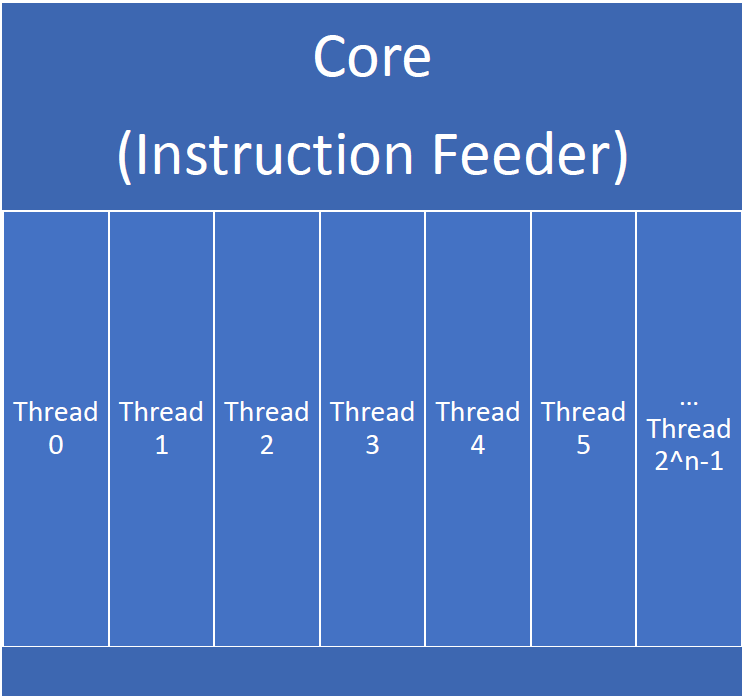 Core
(Instruction Feeder)
Thread
0
Thread
1
Thread
2
Thread
3
Thread
4
Thread
5
...
Thread
2^n-1